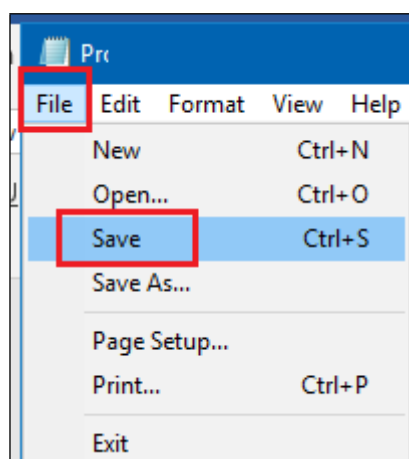 Pro
File Edit Format View Help
New Ctrl+N
Open... Ctrl+O
Save Ctrl+S
Save As...
Page Setup...
Print... Ctrl+P
Exit